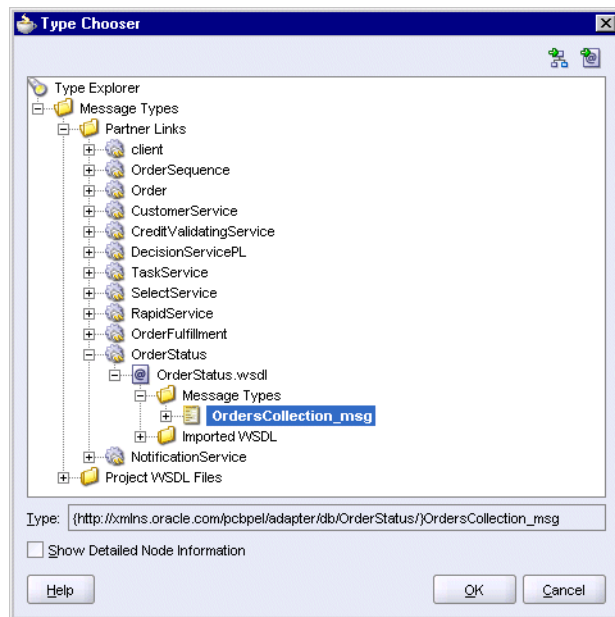 Type Chooser
Type Explorer
Message Types
Partner Links
client
OrderSequence
Order
CustomerService
CreditValidatingService
DecisionServicePL
TaskService
SelectService
RapidService
OrderFulfillment
OrderStatus
OrderStatus.wsdl
Message Types
OrdersCollection_msg
Imported WSDL
NotificationService
Project WSDL Files
Type: {http://xmlns.oracle.com/pcbpel/adapter/db/OrderStatus/}OrdersCollection_msg
Show Detailed Node Information
Help OK Cancel